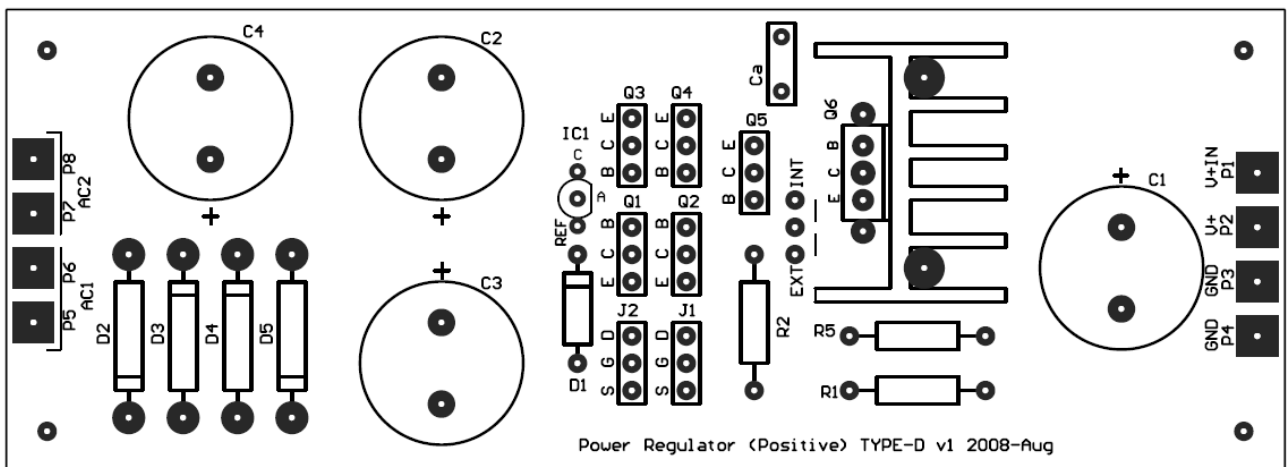 C4
C2
Ca
Q3
Q4
Q5
Q6
E
C
B
E
C
B
E
C
B
B
C
E
IC1
C
A
REF
INT
EXT
Q1
Q2
B
C
E
B
C
E
P8
P7
AC2
P6
P5
AC1
+
+
+
+
C3
C1
V+IN
P1
V+
P2
GND
P3
GND
P4
D2
D3
D4
D5
D1
J2
J1
D
G
S
D
G
S
R2
R5
R1
Power Regulator (Positive) TYPE-D v1 2008-Aug